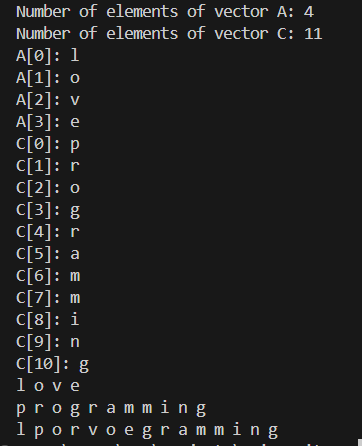 Number of elements of vector A: 4
Number of elements of vector C: 11
A[0]: l
A[1]: o
A[2]: v
A[3]: e
C[0]: p
C[1]: r
C[2]: o
C[3]: g
C[4]: r
C[5]: a
C[6]: m
C[7]: m
C[8]: i
C[9]: n
C[10]: g
l o v e
p r o g r a m m i n g
l p o r v o e g r a m m i n g